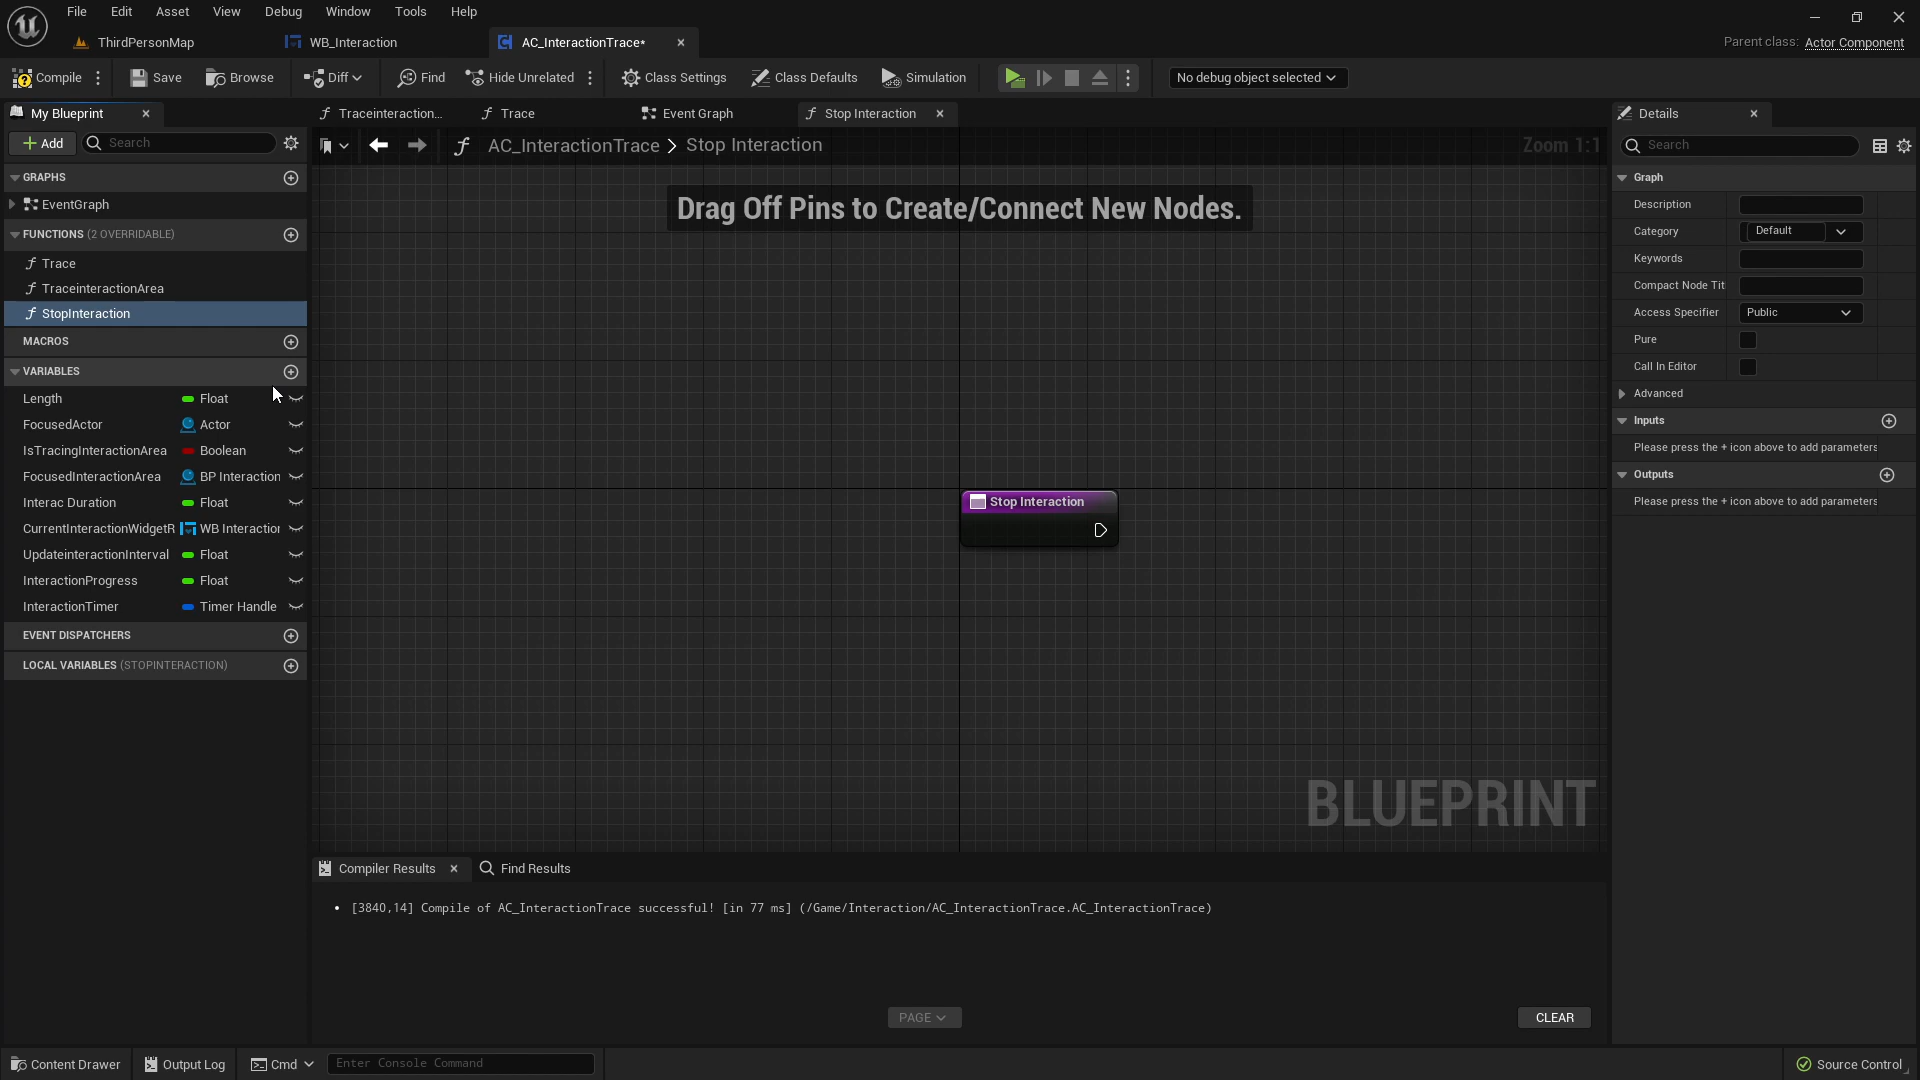 File Edit Asset View Debug Window Tools Help
ThirdPersonMap WB_Interaction AC_InteractionTrace* Parent class: Actor Component
Compile Save Browse Diff Find Hide Unrelated Class Settings Class Defaults Simulation No debug object selected
My Blueprint Traceinteraction... Trace Event Graph Stop Interaction Details
Add Search AC_InteractionTrace > Stop Interaction Zoom 1:1 Search
GRAPHS
EventGraph
FUNCTIONS (2 OVERRIDABLE)
Trace
TraceinteractionArea
StopInteraction
MACROS
VARIABLES
Length Float
FocusedActor Actor
IsTracingInteractionArea Boolean
FocusedInteractionArea BP Interaction
Interac Duration Float
CurrentInteractionWidgetR WB Interaction
UpdateinteractionInterval Float
InteractionProgress Float
InteractionTimer Timer Handle
EVENT DISPATCHERS
LOCAL VARIABLES (STOPINTERACTION)
Drag Off Pins to Create/Connect New Nodes.
Stop Interaction
BLUEPRINT
Graph
Description
Category Default
Keywords
Compact Node Tit
Access Specifier Public
Pure
Call In Editor
Advanced
Inputs
Please press the + icon above to add parameters
Outputs
Please press the + icon above to add parameters
Compiler Results Find Results
• [3840,14] Compile of AC_InteractionTrace successful! [in 77 ms] (/Game/Interaction/AC_InteractionTrace.AC_InteractionTrace)
PAGE CLEAR
Content Drawer Output Log Cmd Enter Console Command Source Control